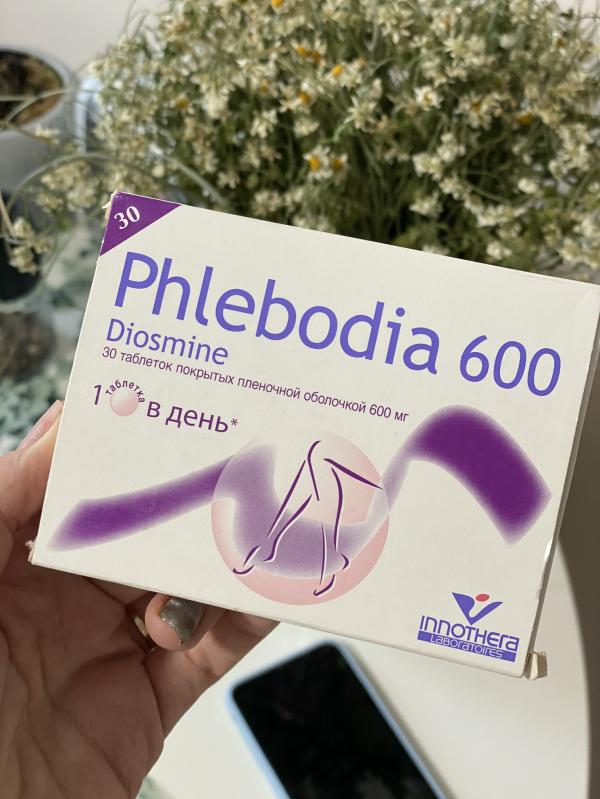 30
Phlebodia 600
Diosmine
30 таблеток покрытых пленочной оболочкой 600 мг
1 таблетка в день*
INNOTHERA
LABORATOIRES